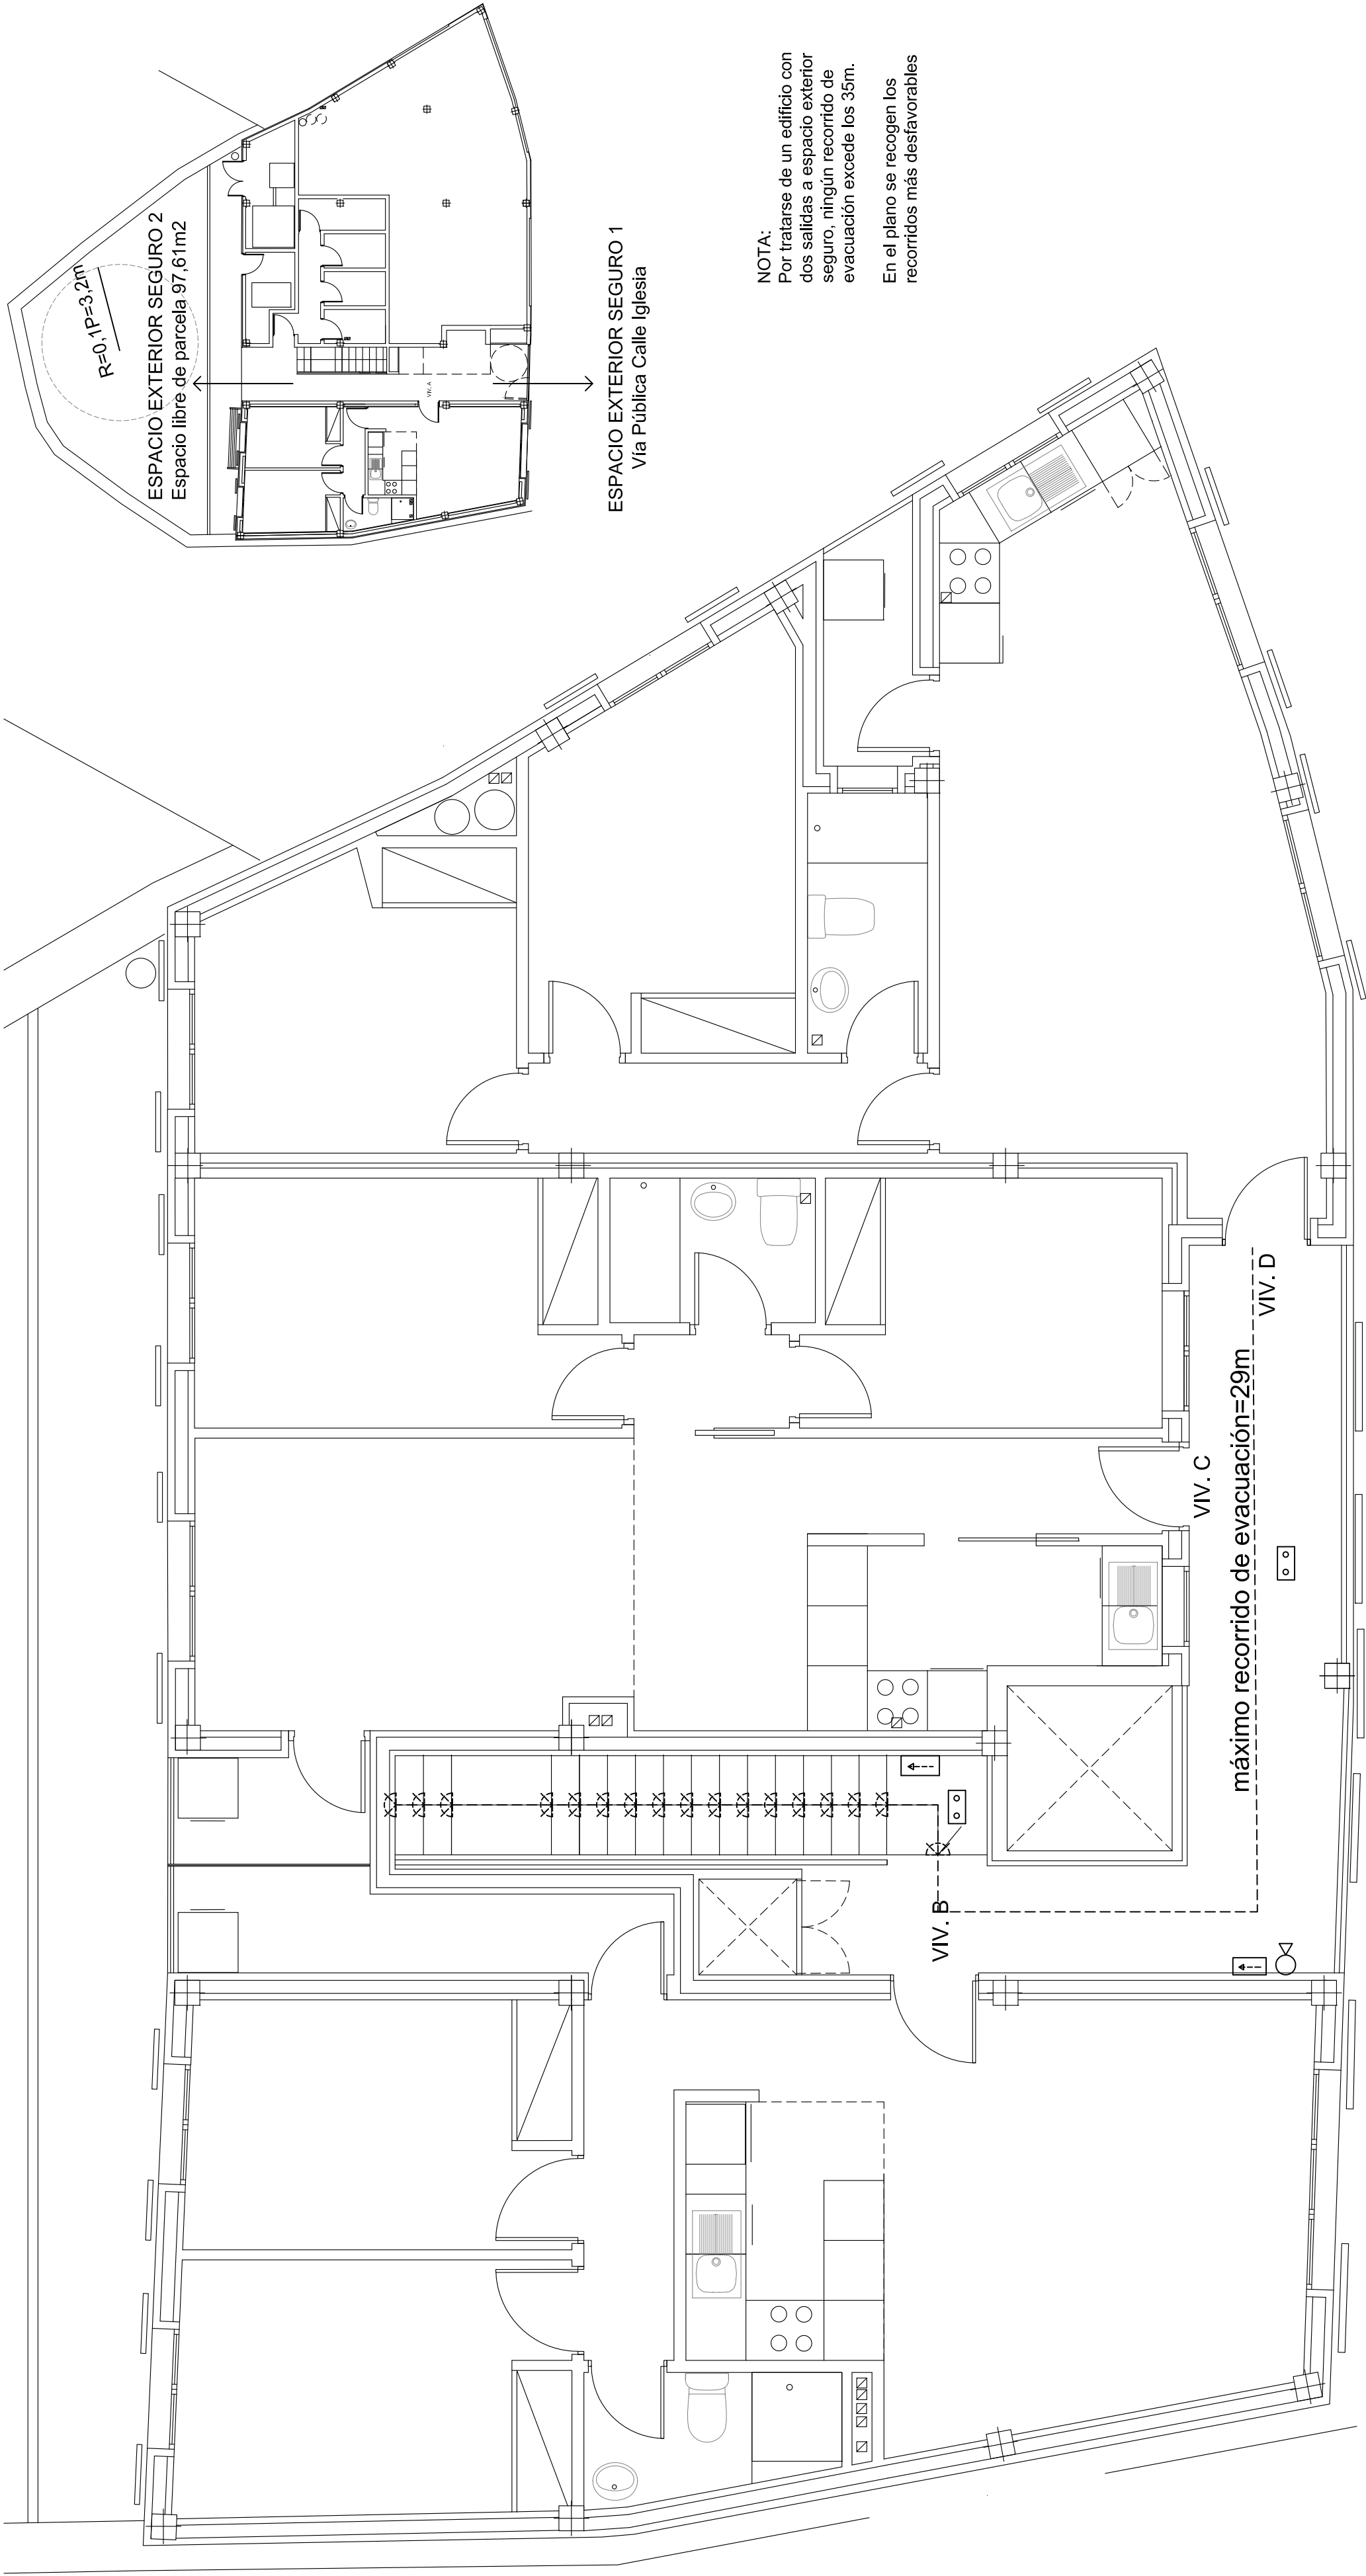 R=0,1P=3,2m
ESPACIO EXTERIOR SEGURO 2
Espacio libre de parcela 97,61m2
VIV. A
ESPACIO EXTERIOR SEGURO 1
Vía Pública Calle Iglesia
NOTA:
Por tratarse de un edificio con
dos salidas a espacio exterior
seguro, ningún recorrido de
evacuación excede los 35m.
En el plano se recogen los
recorridos más desfavorables
VIV. B
VIV. C
máximo recorrido de evacuación=29m
VIV. D